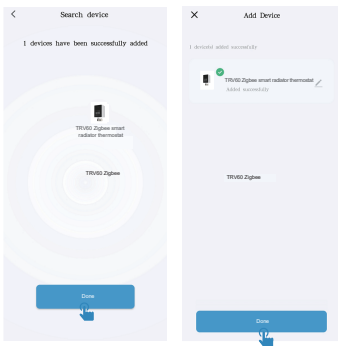 Search device
1 devices have been successfully added
TRV60 Zigbee smart
radiator thermostat
TRV60 Zigbee
Done
Add Device
1 device(s) added successfully
TRV60 Zigbee smart radiator thermostat
Added successfully
TRV60 Zigbee
Done